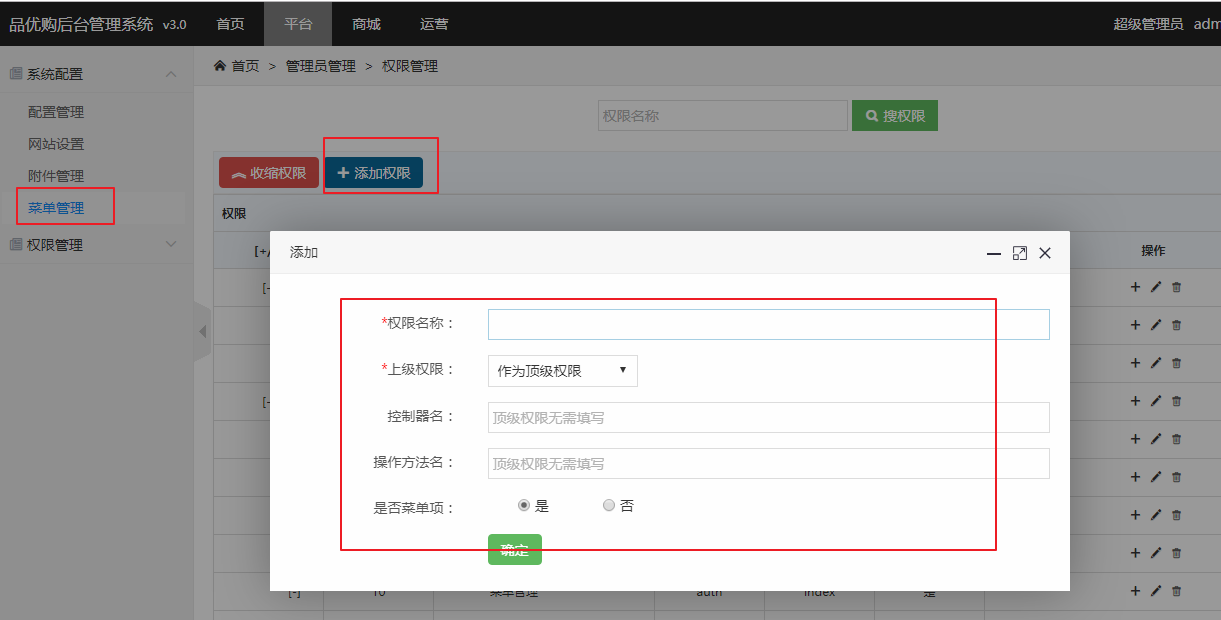 品优购后台管理系统 v3.0 首页 平台 商城 运营 超级管理员 adm
系统配置
配置管理
网站设置
附件管理
菜单管理
权限管理
首页 > 管理员管理 > 权限管理
权限名称 搜权限
收缩权限 添加权限
权限
操作
添加
*权限名称：
*上级权限： 作为顶级权限
控制器名： 顶级权限无需填写
操作方法名： 顶级权限无需填写
是否菜单项： 是 否
确定
[-] 10 菜单管理 auth index 是